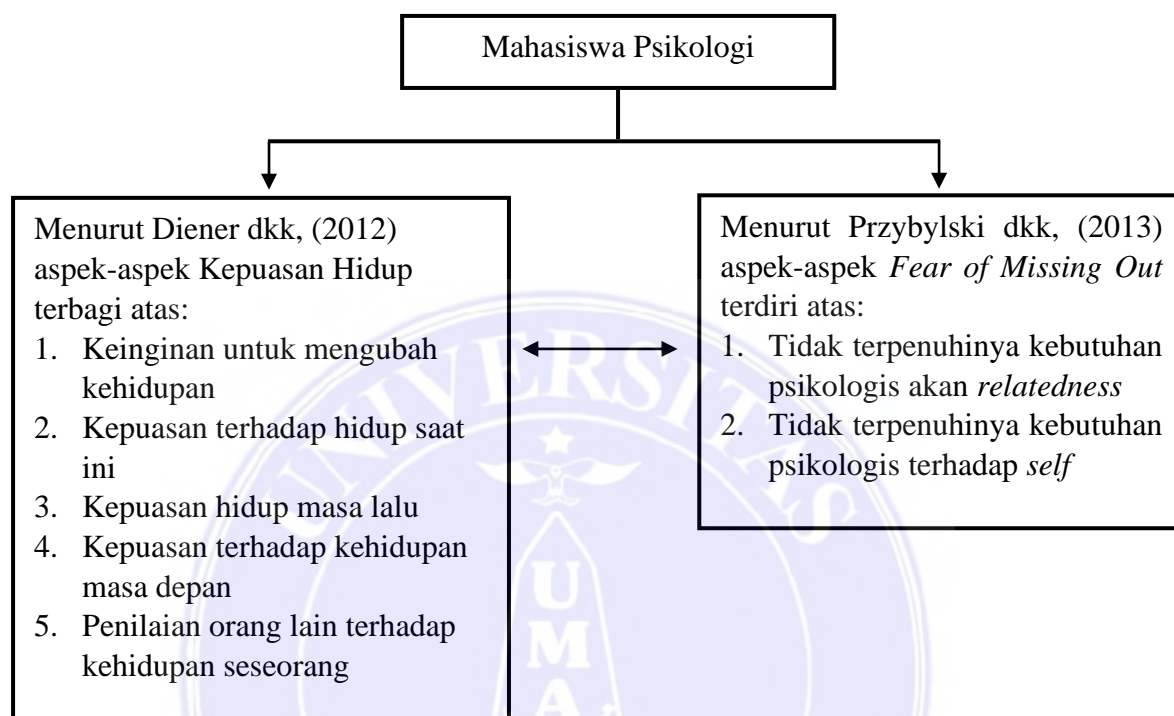 Mahasiswa Psikologi
Menurut Diener dkk, (2012)
aspek-aspek Kepuasan Hidup
terbagi atas:
1. Keinginan untuk mengubah
kehidupan
2. Kepuasan terhadap hidup saat
ini
3. Kepuasan hidup masa lalu
4. Kepuasan terhadap kehidupan
masa depan
5. Penilaian orang lain terhadap
kehidupan seseorang
Menurut Przybylski dkk, (2013)
aspek-aspek Fear of Missing Out
terdiri atas:
1. Tidak terpenuhinya kebutuhan
psikologis akan relatedness
2. Tidak terpenuhinya kebutuhan
psikologis terhadap self
UNIVERSITAS
U
M
A